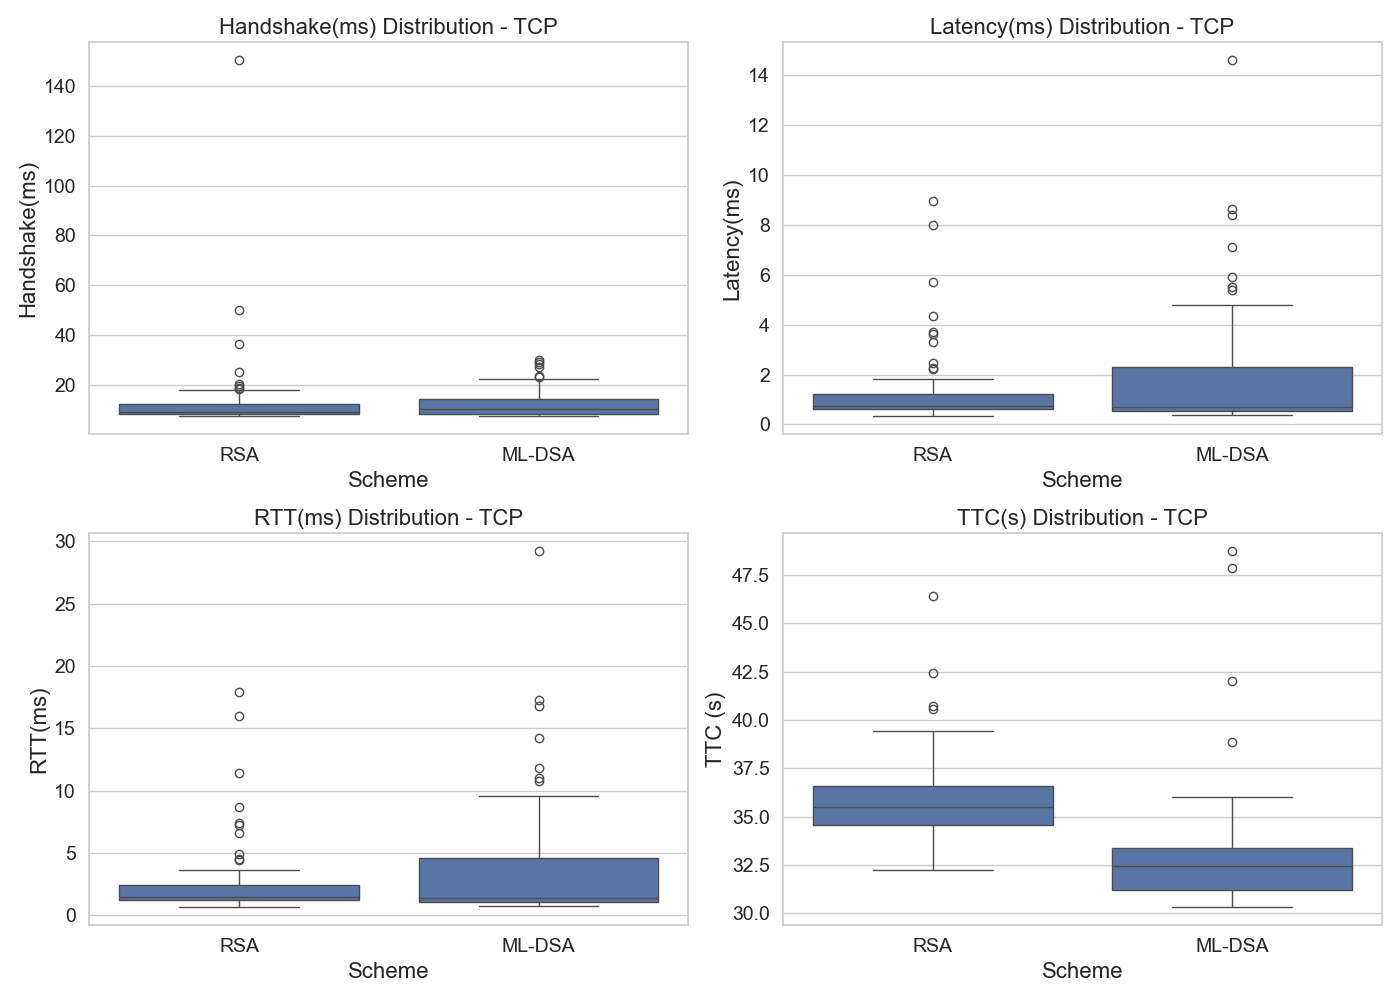 Handshake(ms) Distribution - TCP
Handshake(ms)
140
120
100
80
60
40
20
RSA
ML-DSA
Scheme
Latency(ms) Distribution - TCP
Latency(ms)
14
12
10
8
6
4
2
0
RSA
ML-DSA
Scheme
RTT(ms) Distribution - TCP
RTT(ms)
30
25
20
15
10
5
0
RSA
ML-DSA
Scheme
TTC(s) Distribution - TCP
TTC (s)
47.5
45.0
42.5
40.0
37.5
35.0
32.5
30.0
RSA
ML-DSA
Scheme